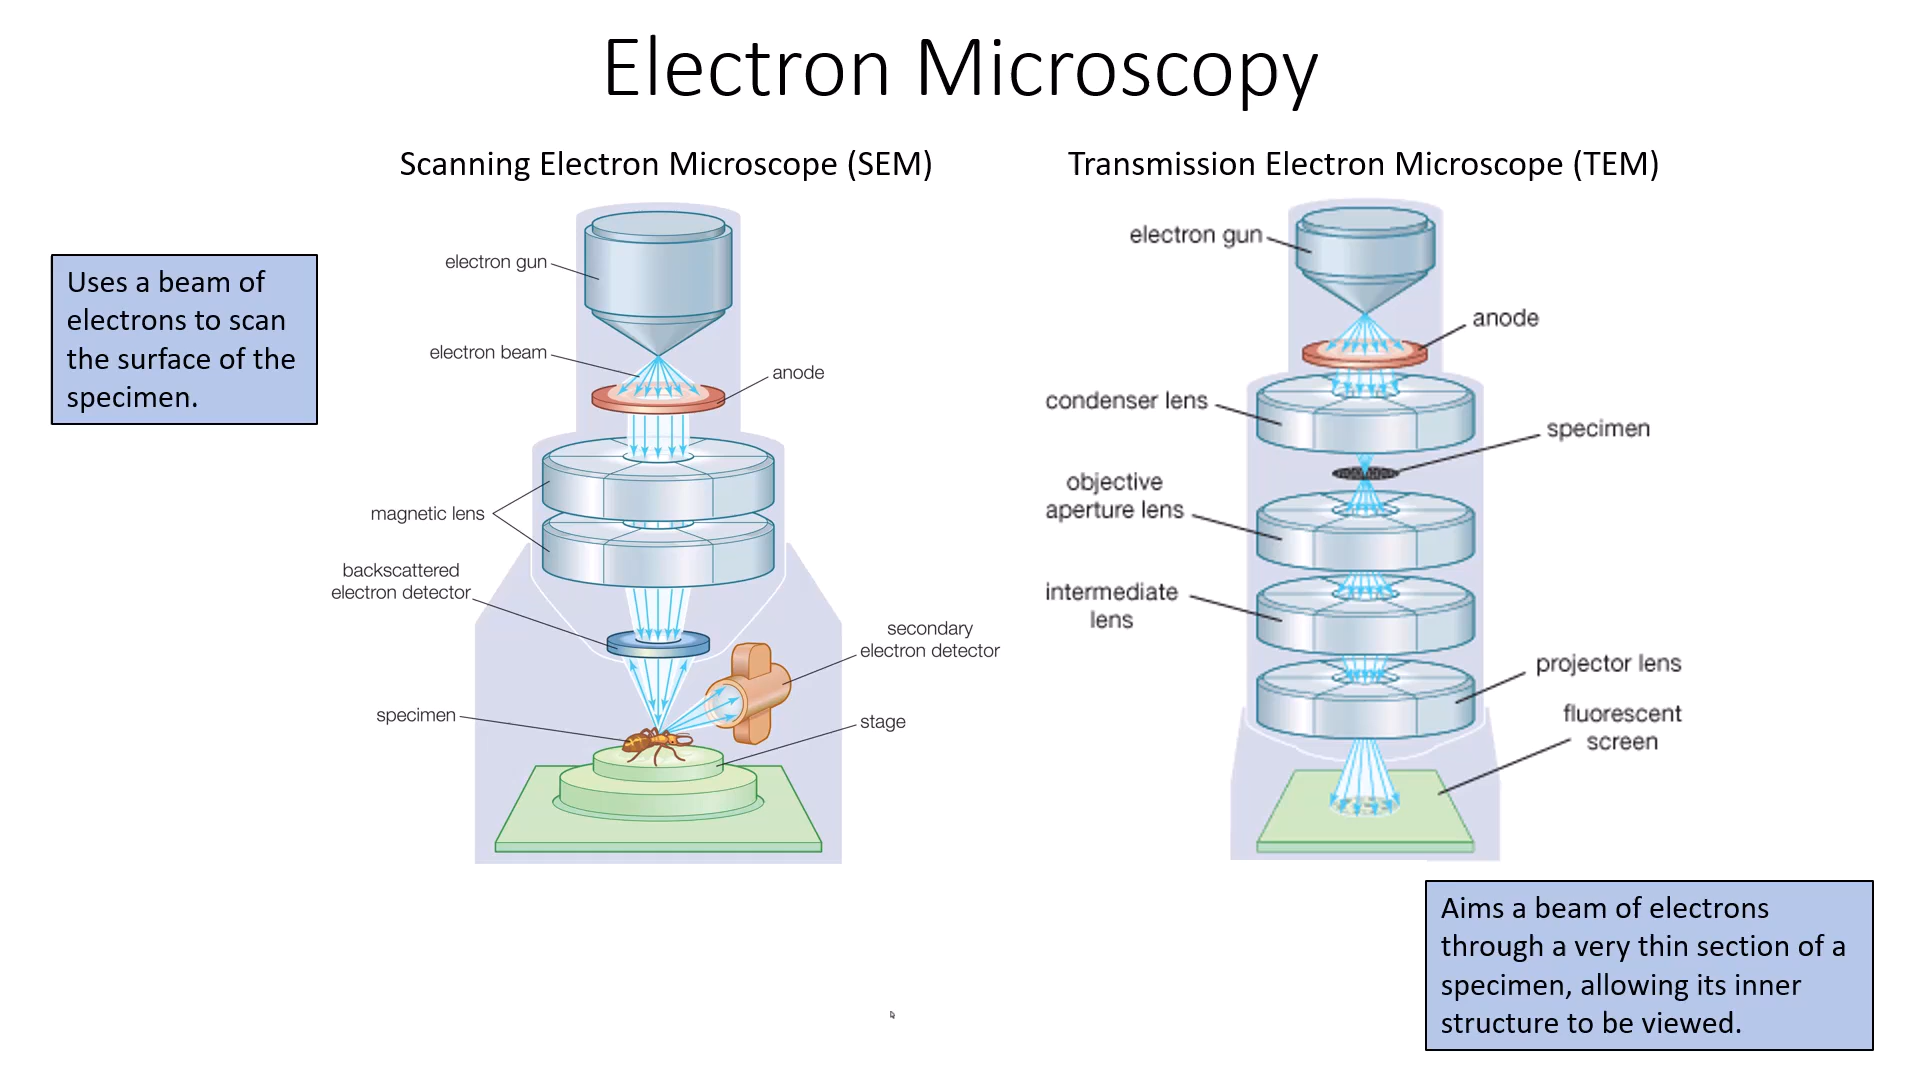 Electron Microscopy
Scanning Electron Microscope (SEM)
Uses a beam of
electrons to scan
the surface of the
specimen.
electron gun
electron beam
anode
magnetic lens
backscattered
electron detector
secondary
electron detector
specimen
stage
Transmission Electron Microscope (TEM)
electron gun
anode
condenser lens
specimen
objective
aperture lens
intermediate
lens
projector lens
fluorescent
screen
Aims a beam of electrons
through a very thin section of a
specimen, allowing its inner
structure to be viewed.